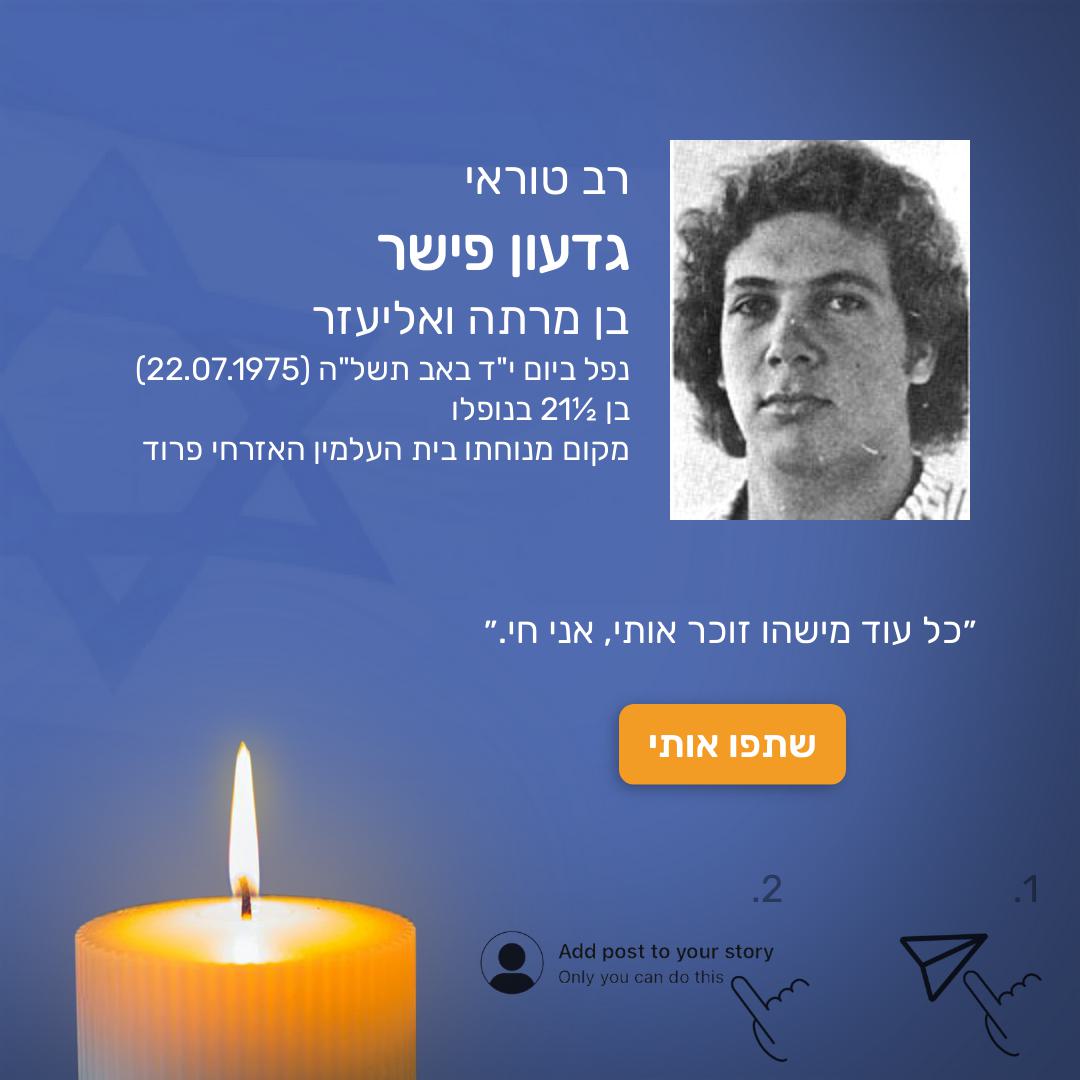 רב טוראי
גדעון פישר
בן מרתה ואליעזר
נפל ביום י"ד באב תשל"ה (22.07.1975)
בן 21½ בנופלו
מקום מנוחתו בית העלמין האזרחי פרוד
״כל עוד מישהו זוכר אותי, אני חי.״
שתפו אותי
1.
2.
Add post to your story
Only you can do this